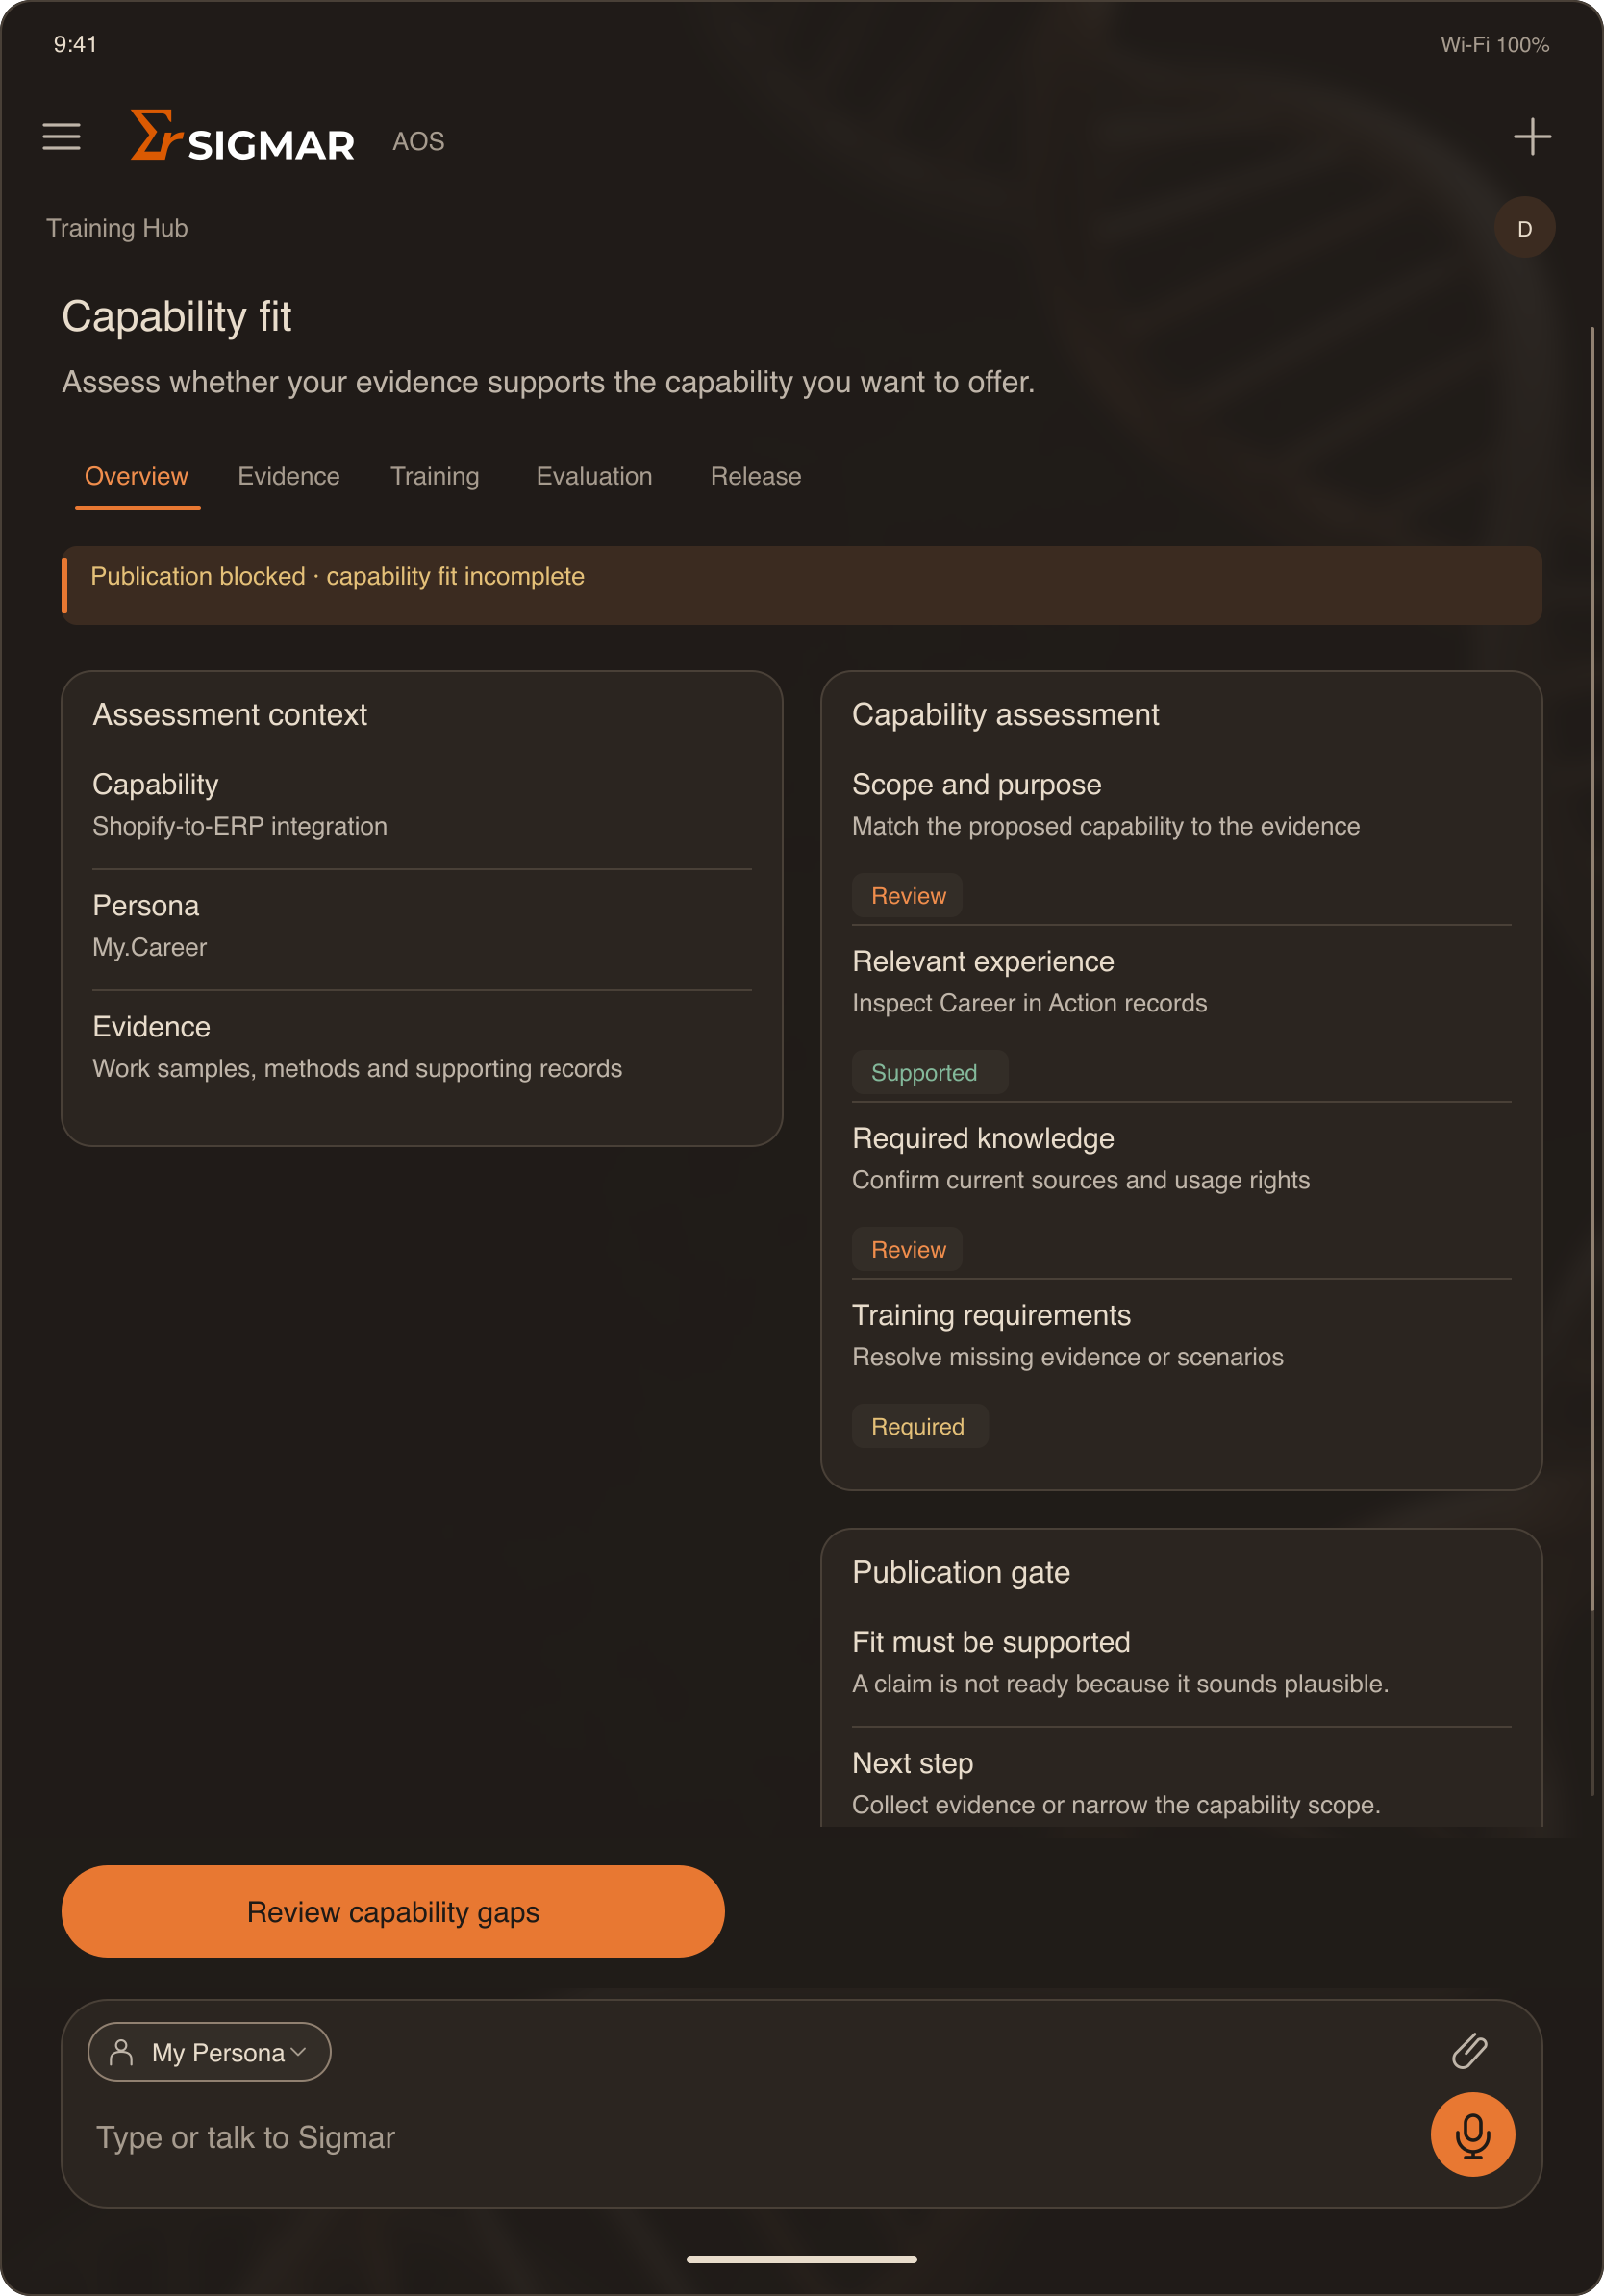 9:41
Wi-Fi 100%
Σr SIGMAR AOS
Training Hub
D
Capability fit
Assess whether your evidence supports the capability you want to offer.
Overview Evidence Training Evaluation Release
Publication blocked · capability fit incomplete
Assessment context
Capability
Shopify-to-ERP integration
Persona
My.Career
Evidence
Work samples, methods and supporting records
Capability assessment
Scope and purpose
Match the proposed capability to the evidence
Review
Relevant experience
Inspect Career in Action records
Supported
Required knowledge
Confirm current sources and usage rights
Review
Training requirements
Resolve missing evidence or scenarios
Required
Publication gate
Fit must be supported
A claim is not ready because it sounds plausible.
Next step
Collect evidence or narrow the capability scope.
Review capability gaps
My Persona
Type or talk to Sigmar